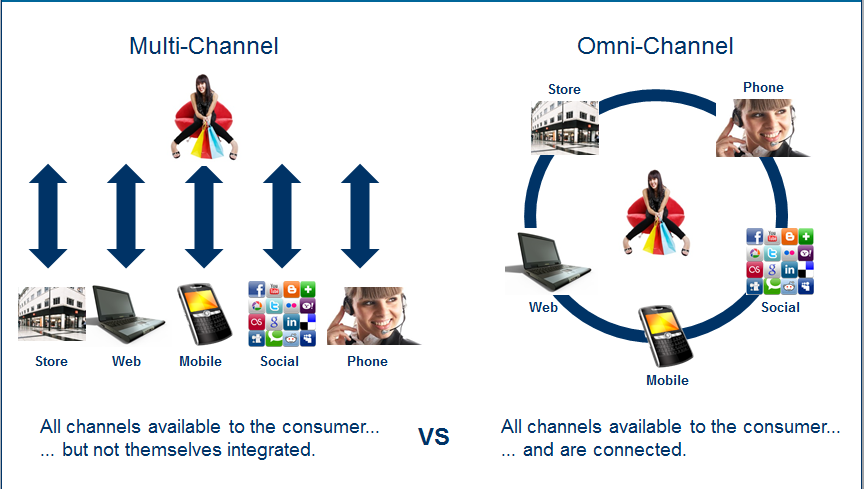 Multi-Channel
Omni-Channel
Store
Phone
Web
Social
Mobile
Store
Web
Mobile
Social
Phone
All channels available to the consumer...
... but not themselves integrated.
VS
All channels available to the consumer...
... and are connected.